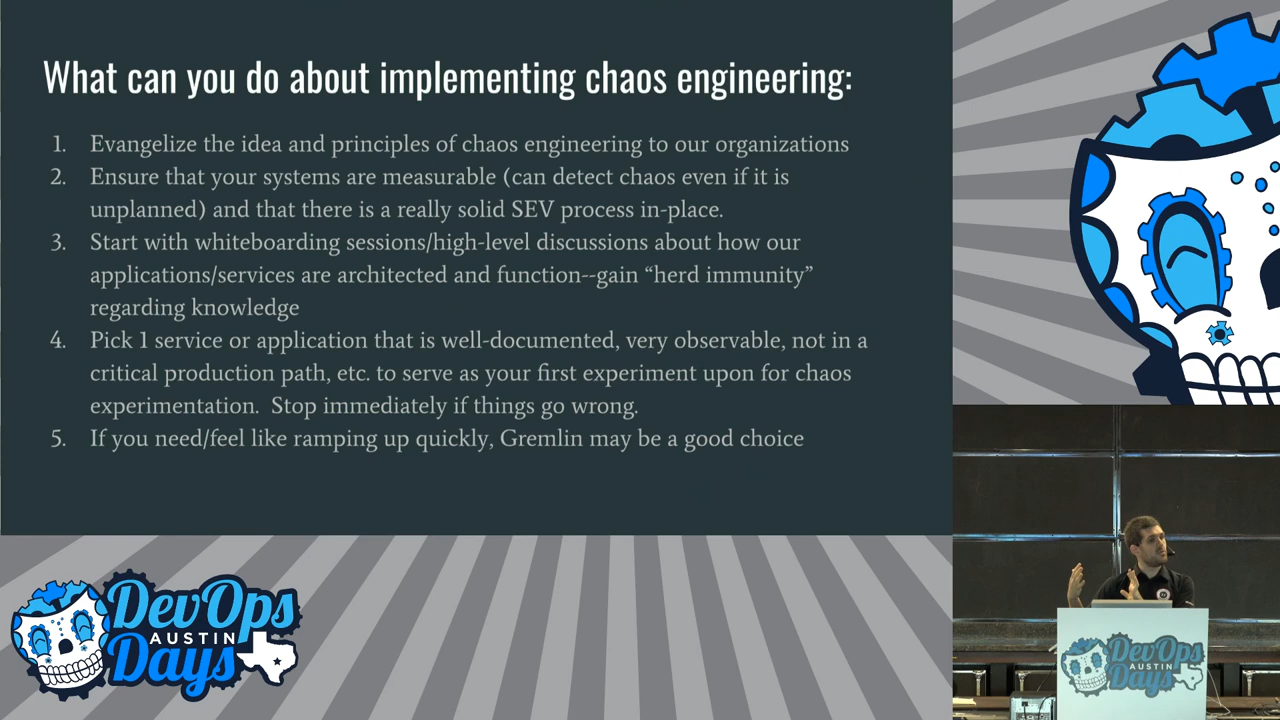 What can you do about implementing chaos engineering:
1. Evangelize the idea and principles of chaos engineering to our organizations
2. Ensure that your systems are measurable (can detect chaos even if it is
unplanned) and that there is a really solid SEV process in-place.
3. Start with whiteboarding sessions/high-level discussions about how our
applications/services are architected and function--gain “herd immunity”
regarding knowledge
4. Pick 1 service or application that is well-documented, very observable, not in a
critical production path, etc. to serve as your first experiment upon for chaos
experimentation.  Stop immediately if things go wrong.
5. If you need/feel like ramping up quickly, Gremlin may be a good choice
DevOps
AUSTIN
Days
DevOps
AUSTIN
Days